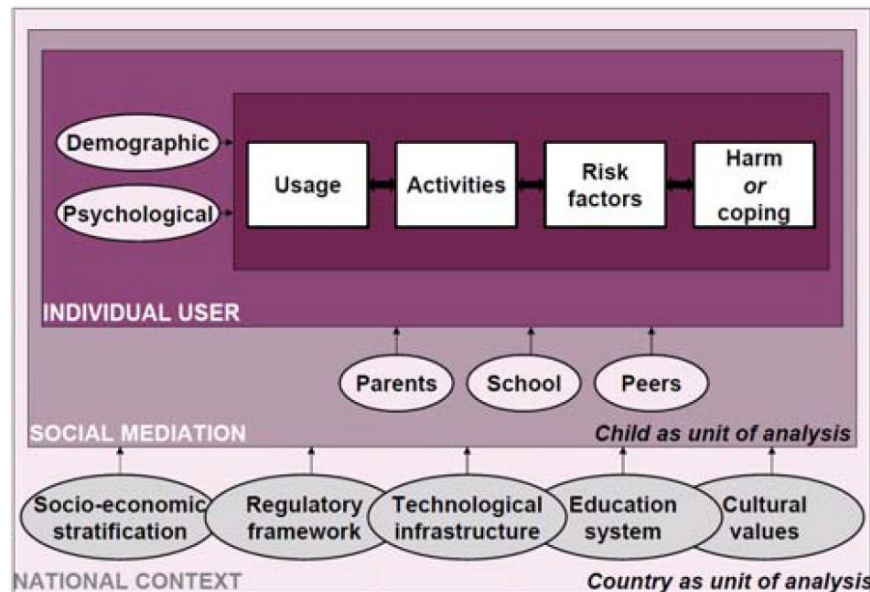 Demographic
Psychological
Usage
Activities
Risk
factors
Harm
or
coping
INDIVIDUAL USER
Parents
School
Peers
SOCIAL MEDIATION
Child as unit of analysis
Socio-economic
stratification
Regulatory
framework
Technological
infrastructure
Education
system
Cultural
values
NATIONAL CONTEXT
Country as unit of analysis